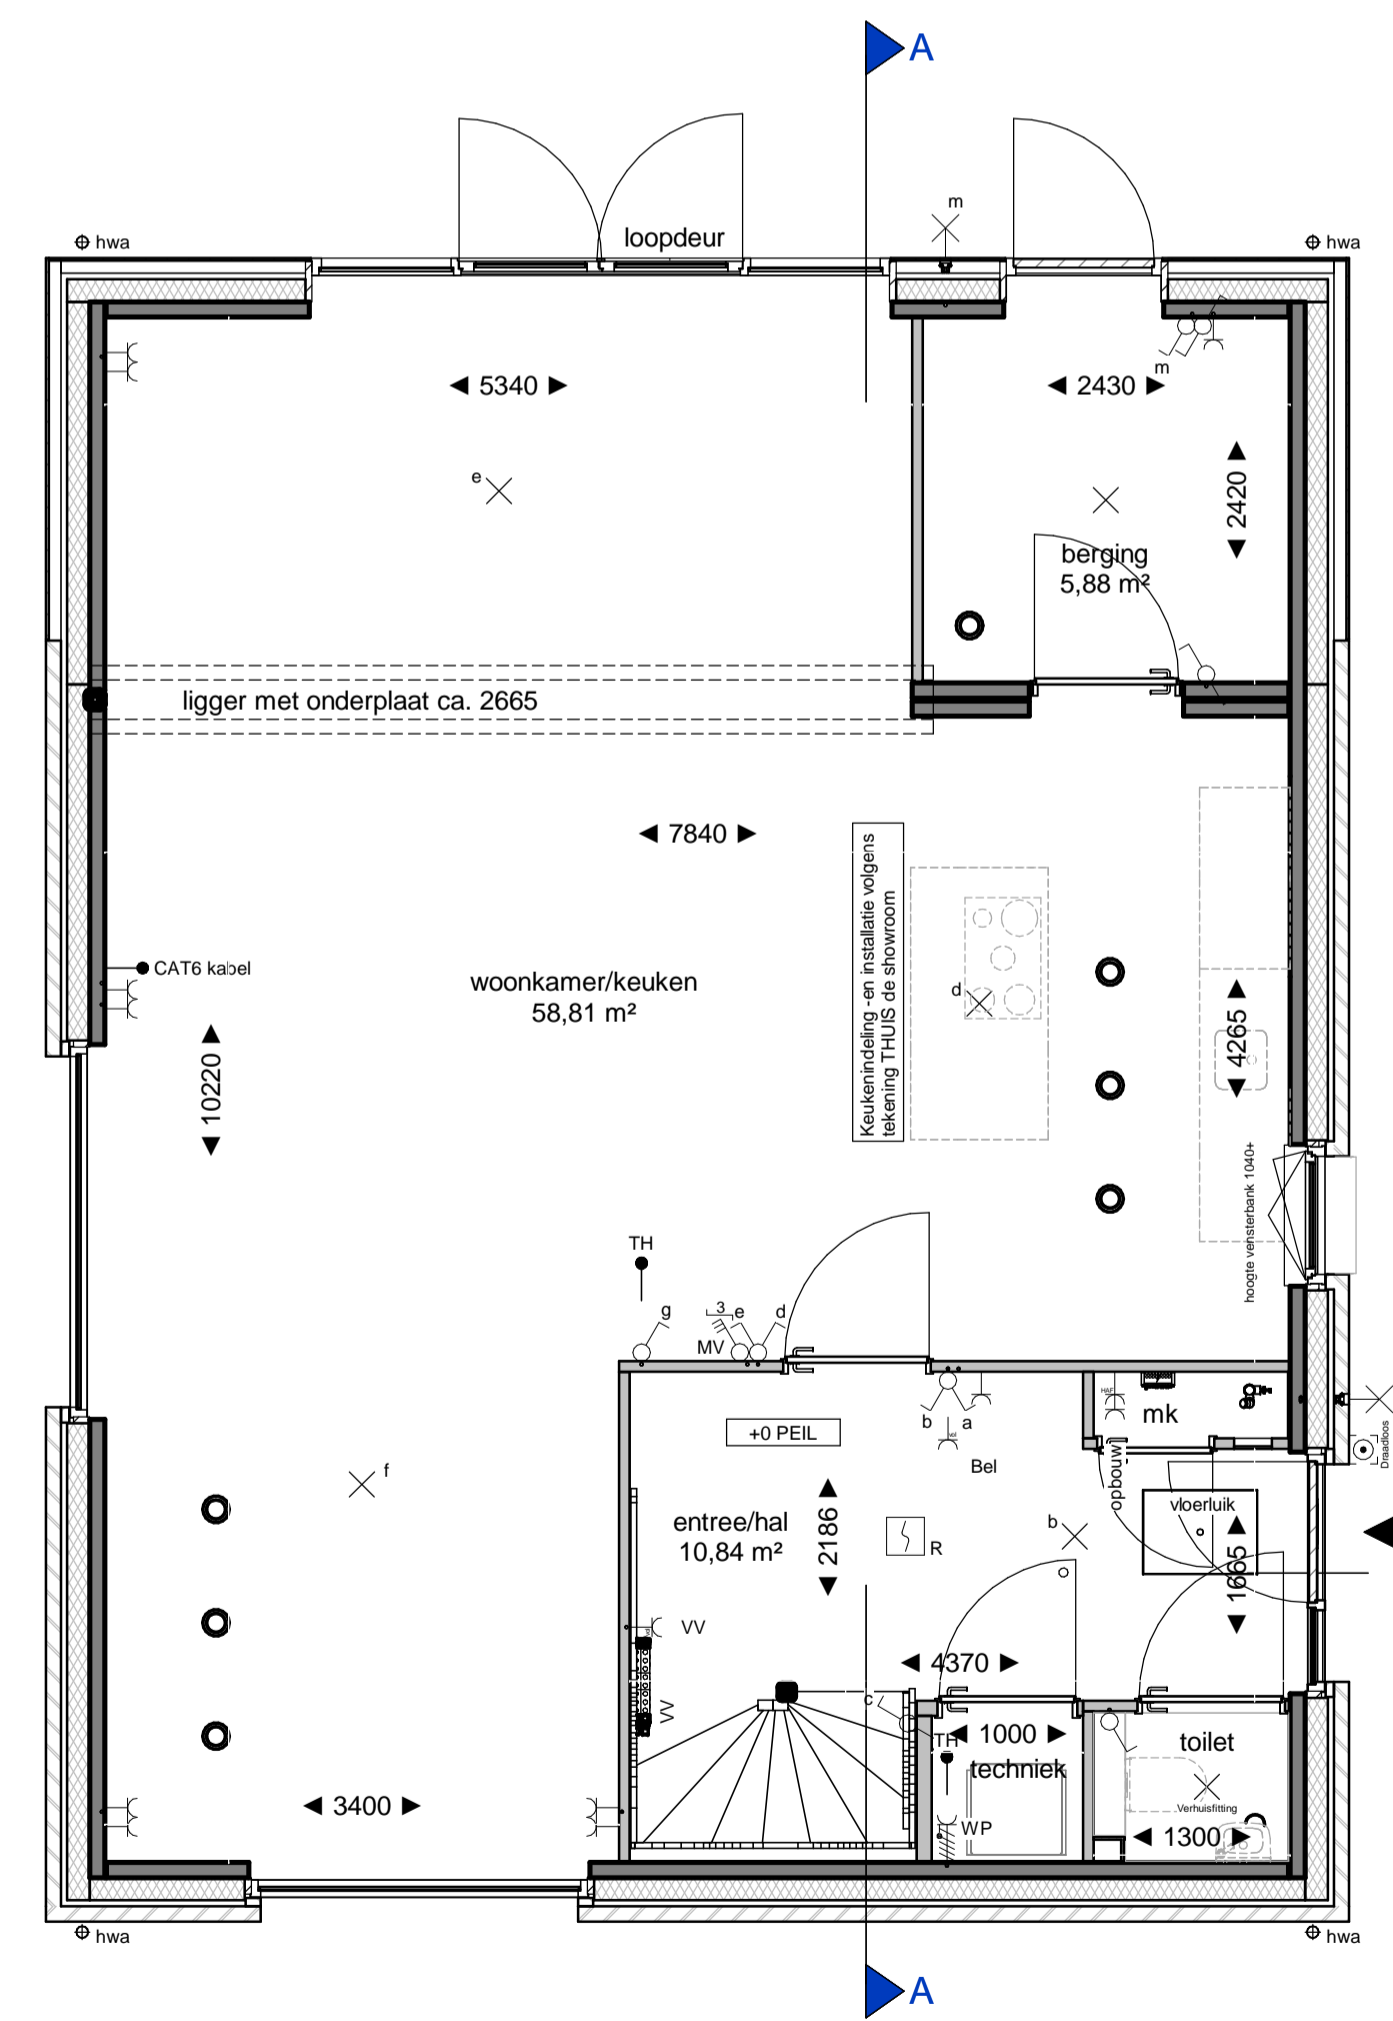 A
m
hwa
loopdeur
hwa
m
5340
2430
e
2420
berging
5,88 m²
ligger met onderplaat ca. 2665
7840
Keukenindeling -en installatie volgens
tekening THUIS de showroom
CAT6 kabel
woonkamer/keuken
58,81 m²
d
4265
10220
hoogte vensterbank 1040+
TH
g
3
e
d
MV
HAF
mk
b
a
+0 PEIL
Bel
opbouw
Draadloos
f
vloerluik
entree/hal
10,84 m²
2186
R
b
1665
VV
4370
VV
c
TH
1000
techniek
toilet
Verhuisfitting
WP
1300
3400
hwa
hwa
A